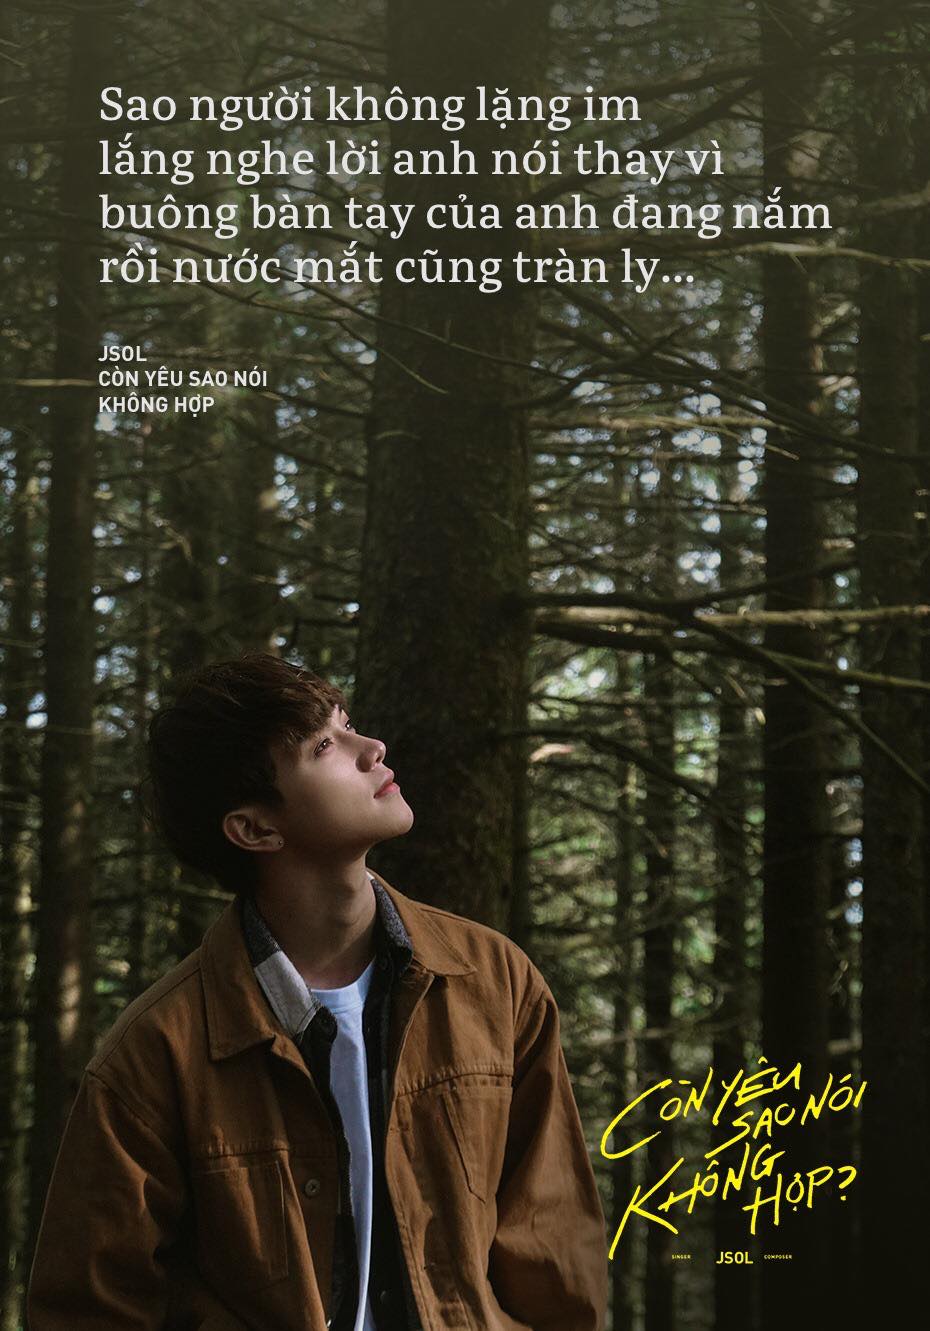 Sao người không lặng im
lắng nghe lời anh nói thay vì
buông bàn tay của anh đang nắm
rồi nước mắt cũng tràn ly...
JSOL
CÒN YÊU SAO NÓI
KHÔNG HỢP
CÒN YÊU
SAO NÓI
KHÔNG
HỢP?
SINGER JSOL COMPOSER